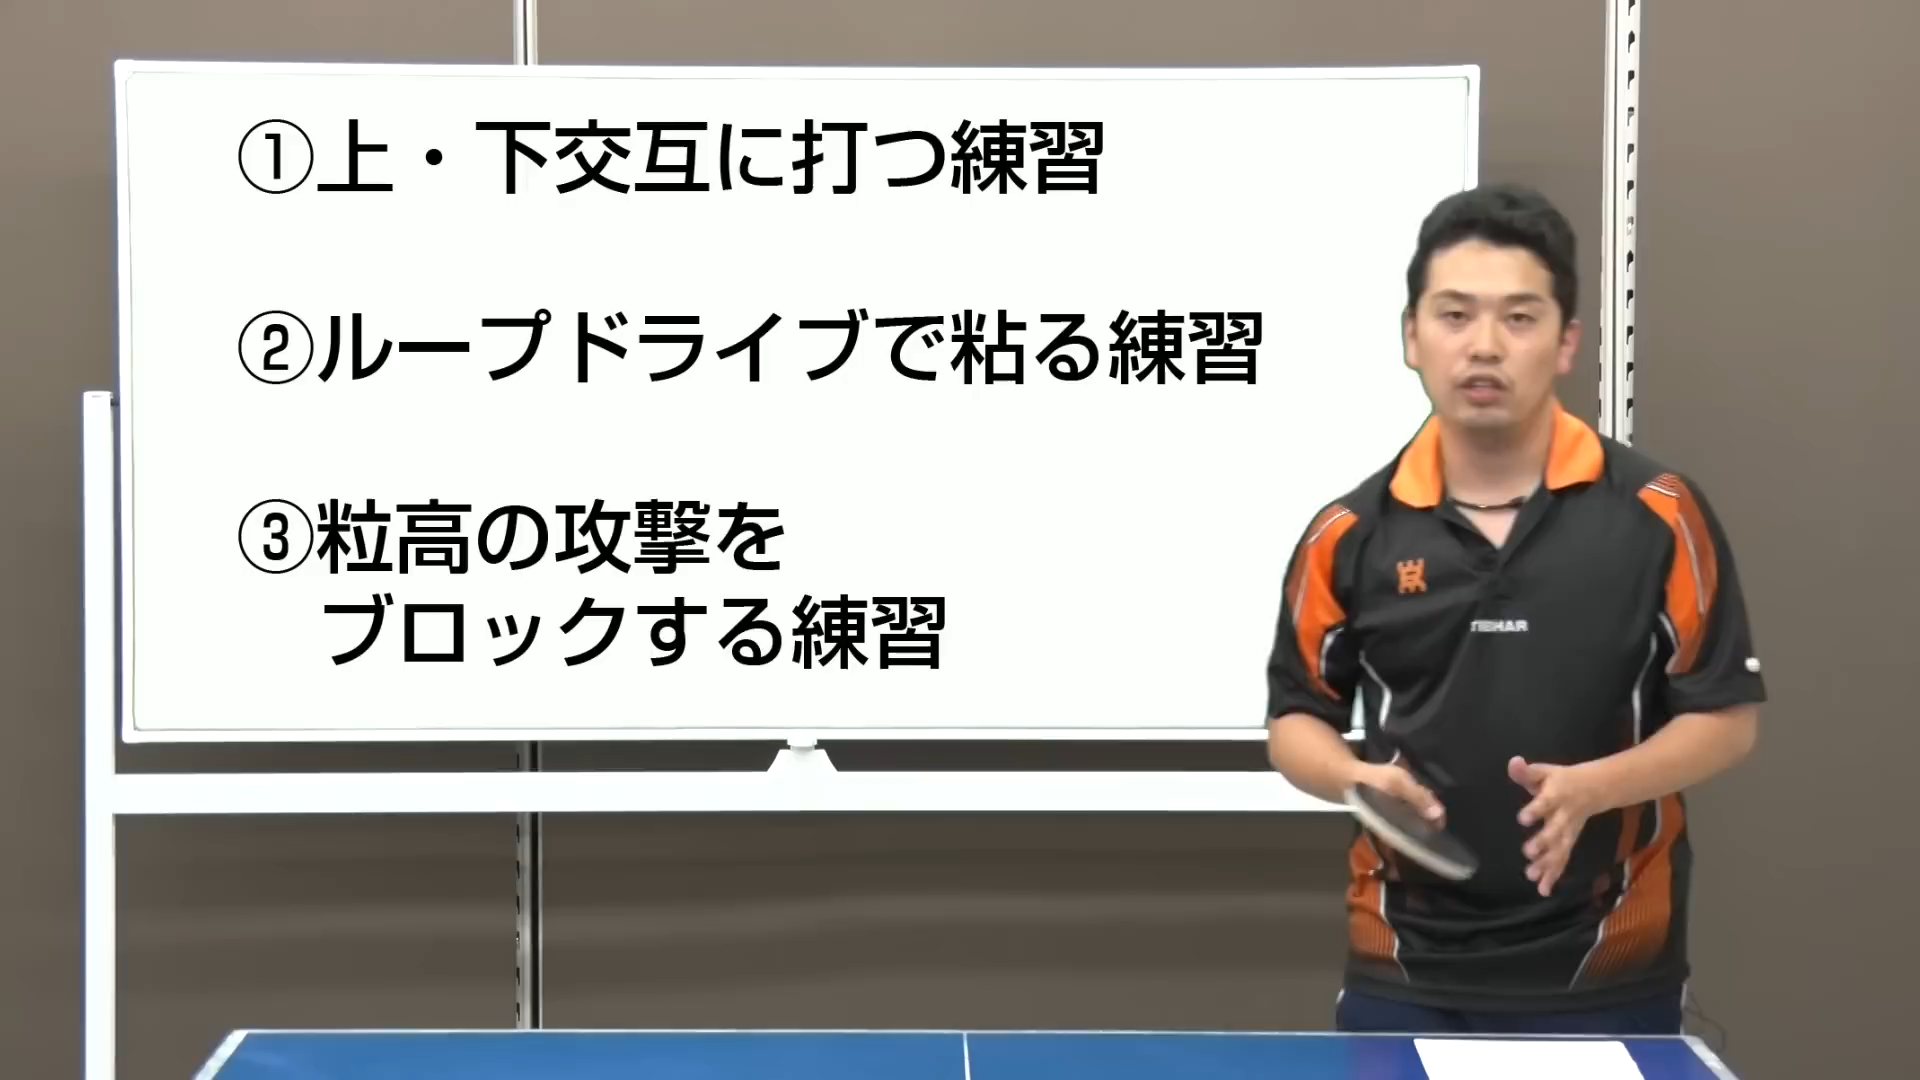 ①上・下交互に打つ練習
②ループドライブで粘る練習
③粒高の攻撃を
ブロックする練習
TIBHAR